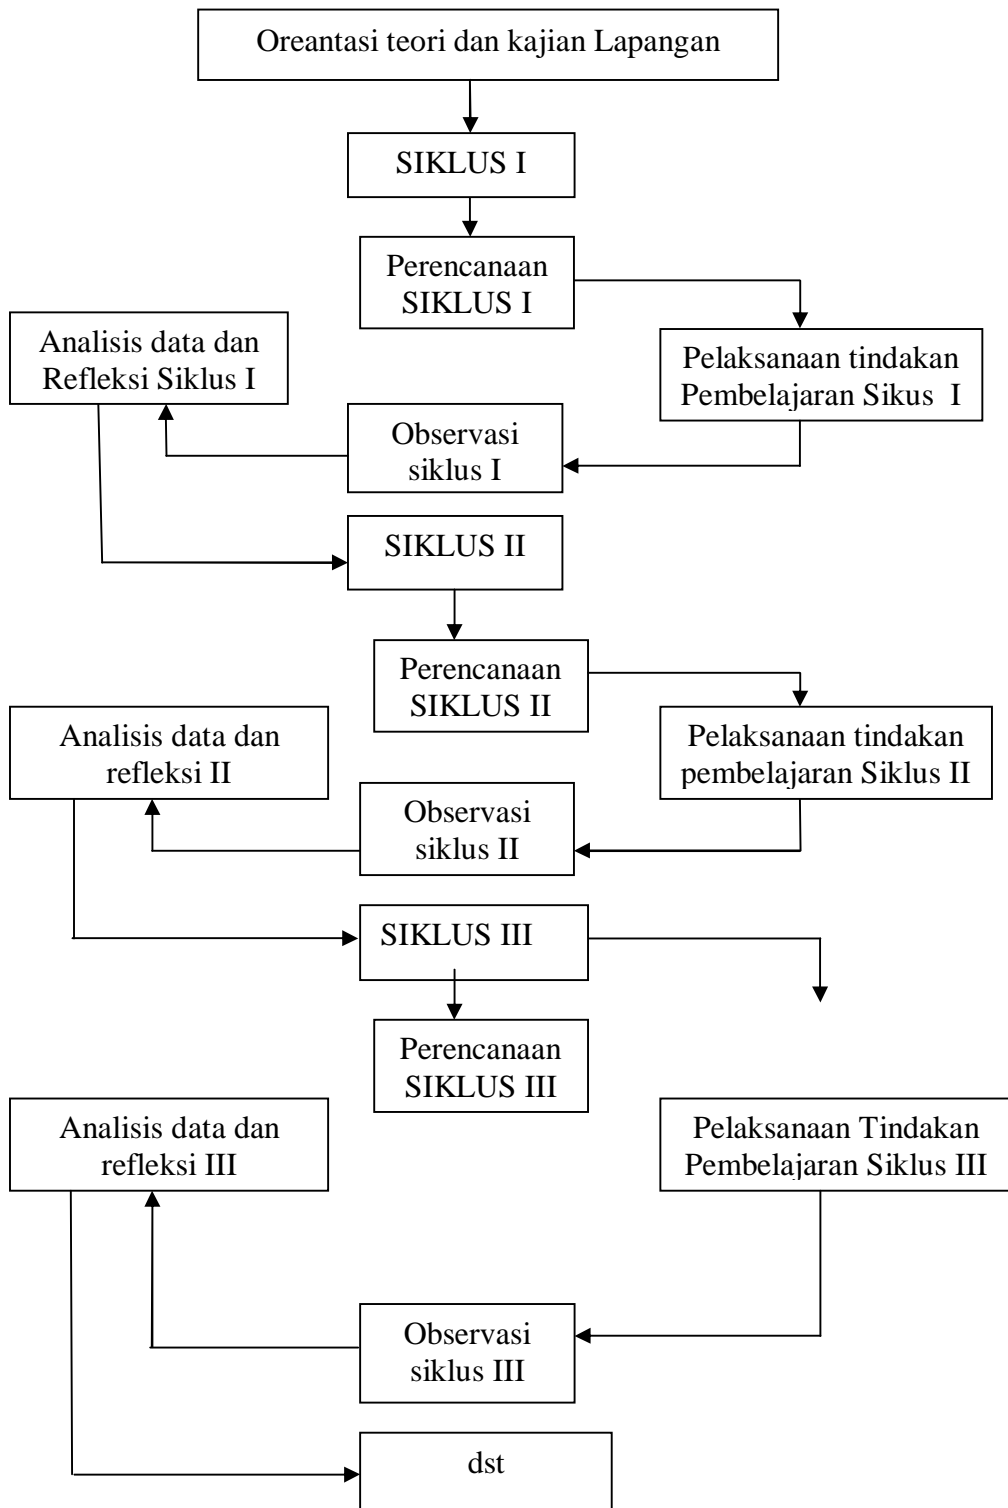 Oreantasi teori dan kajian Lapangan
SIKLUS I
Perencanaan
SIKLUS I
Pelaksanaan tindakan
Pembelajaran Sikus I
Analisis data dan
Refleksi Siklus I
Observasi
siklus I
SIKLUS II
Perencanaan
SIKLUS II
Pelaksanaan tindakan
pembelajaran Siklus II
Analisis data dan
refleksi II
Observasi
siklus II
SIKLUS III
Perencanaan
SIKLUS III
Pelaksanaan Tindakan
Pembelajaran Siklus III
Analisis data dan
refleksi III
Observasi
siklus III
dst